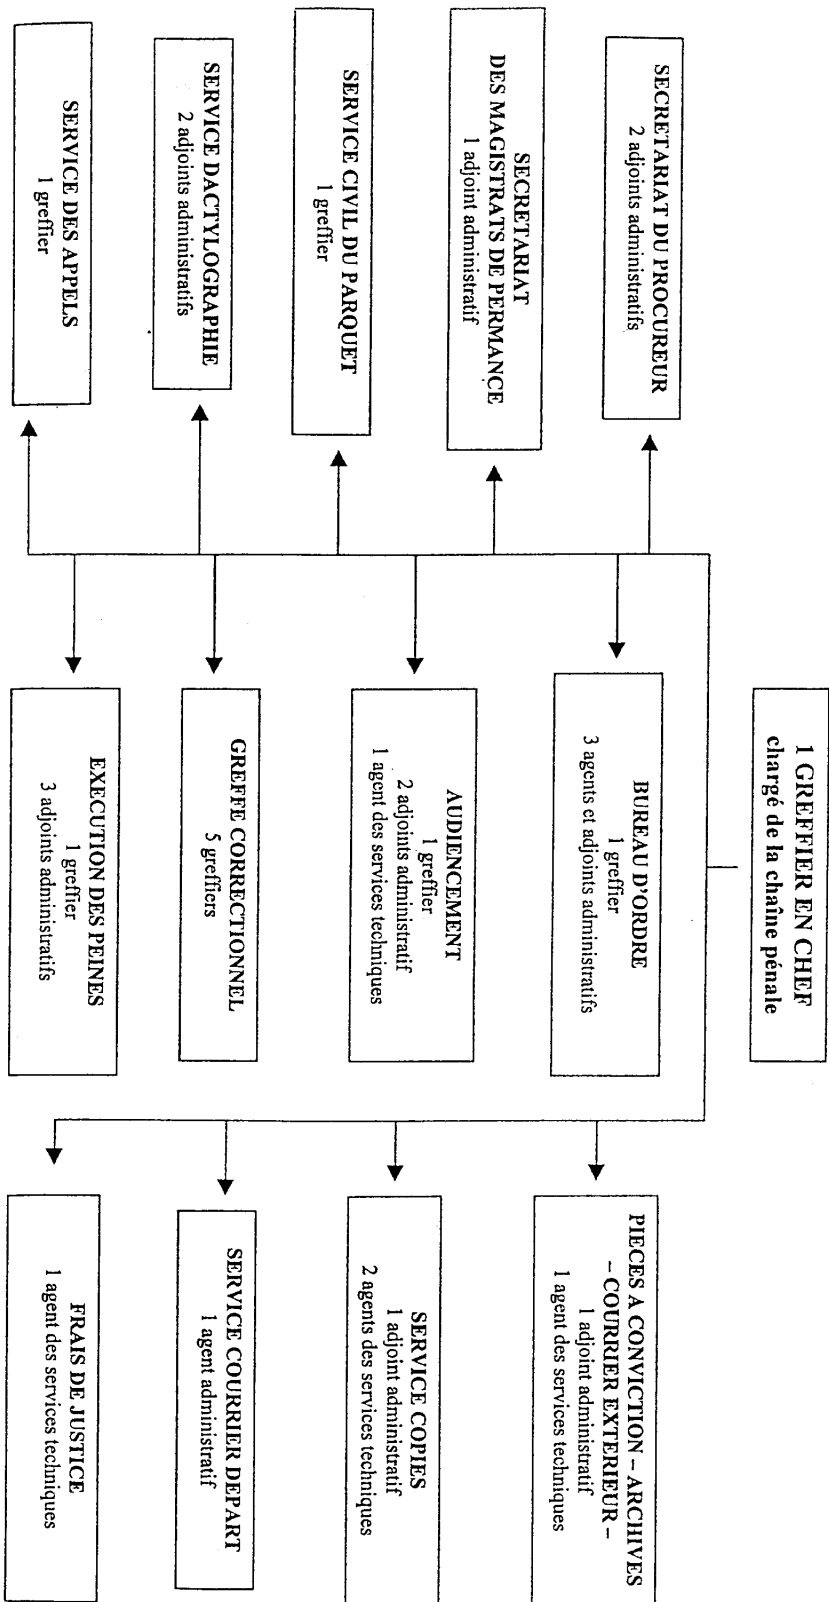 1 GREFFIER EN CHEF
chargé de la chaîne pénale
SECRETARIAT DU PROCUREUR
2 adjoints administratifs
SECRETARIAT
DES MAGISTRATS DE PERMANCE
1 adjoint administratif
SERVICE CIVIL DU PARQUET
1 greffier
SERVICE DACTYLOGRAPHIE
2 adjoints administratifs
SERVICE DES APPELS
1 greffier
BUREAU D'ORDRE
1 greffier
3 agents et adjoints administratifs
AUDIENCEMENT
1 greffier
2 adjoints administratif
1 agent des services techniques
GREFFE CORRECTIONNEL
5 greffiers
EXECUTION DES PEINES
1 greffier
3 adjoints administratifs
PIECES A CONVICTION – ARCHIVES
– COURRIER EXTERIEUR –
1 adjoint administratif
1 agent des services techniques
SERVICE COPIES
1 adjoint administratif
2 agents des services techniques
SERVICE COURRIER DEPART
1 agent administratif
FRAIS DE JUSTICE
1 agent des services techniques